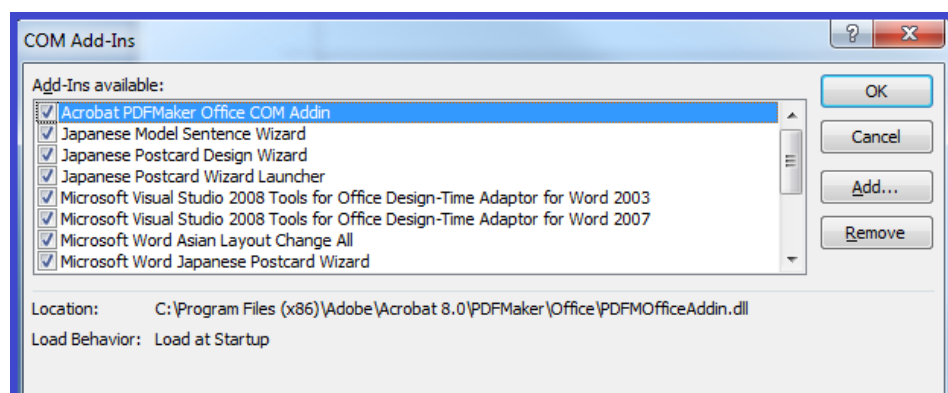 COM Add-Ins
Add-Ins available:
Acrobat PDFMaker Office COM Addin
Japanese Model Sentence Wizard
Japanese Postcard Design Wizard
Japanese Postcard Wizard Launcher
Microsoft Visual Studio 2008 Tools for Office Design-Time Adaptor for Word 2003
Microsoft Visual Studio 2008 Tools for Office Design-Time Adaptor for Word 2007
Microsoft Word Asian Layout Change All
Microsoft Word Japanese Postcard Wizard
OK
Cancel
Add...
Remove
Location: C:\Program Files (x86)\Adobe\Acrobat 8.0\PDFMaker\Office\PDFMOfficeAddin.dll
Load Behavior: Load at Startup